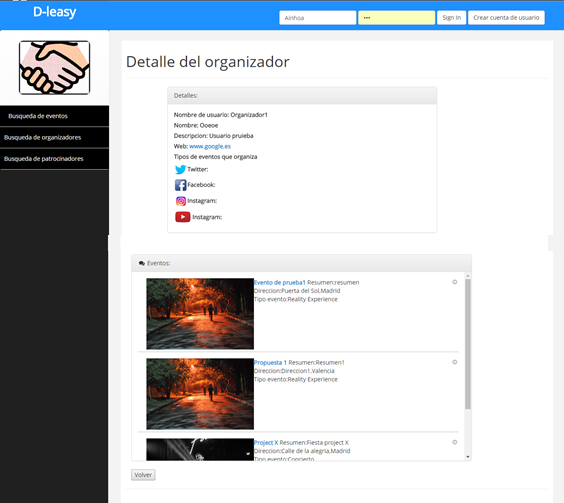 D-leasy
Ainhoa
•••
Sign In
Crear cuenta de usuario
Busqueda de eventos
Busqueda de organizadores
Busqueda de patrocinadores
Detalle del organizador
Detalles:
Nombre de usuario: Organizador1
Nombre: Ooeoe
Descripcion: Usuario pruieba
Web: www.google.es
Tipos de eventos que organiza
Twitter:
Facebook:
Instagram:
Instagram:
Eventos:
Evento de prueba1 Resumen:resumen
Direccion:Puerta del Sol,Madrid
Tipo evento:Reality Experience
Propuesta 1 Resumen:Resumen1
Direccion:Direccion1,Valencia
Tipo evento:Reality Experience
Project X Resumen:Fiesta project X
Direccion:Calle de la alegria,Madrid
Tipo evento:Concierto
Volver